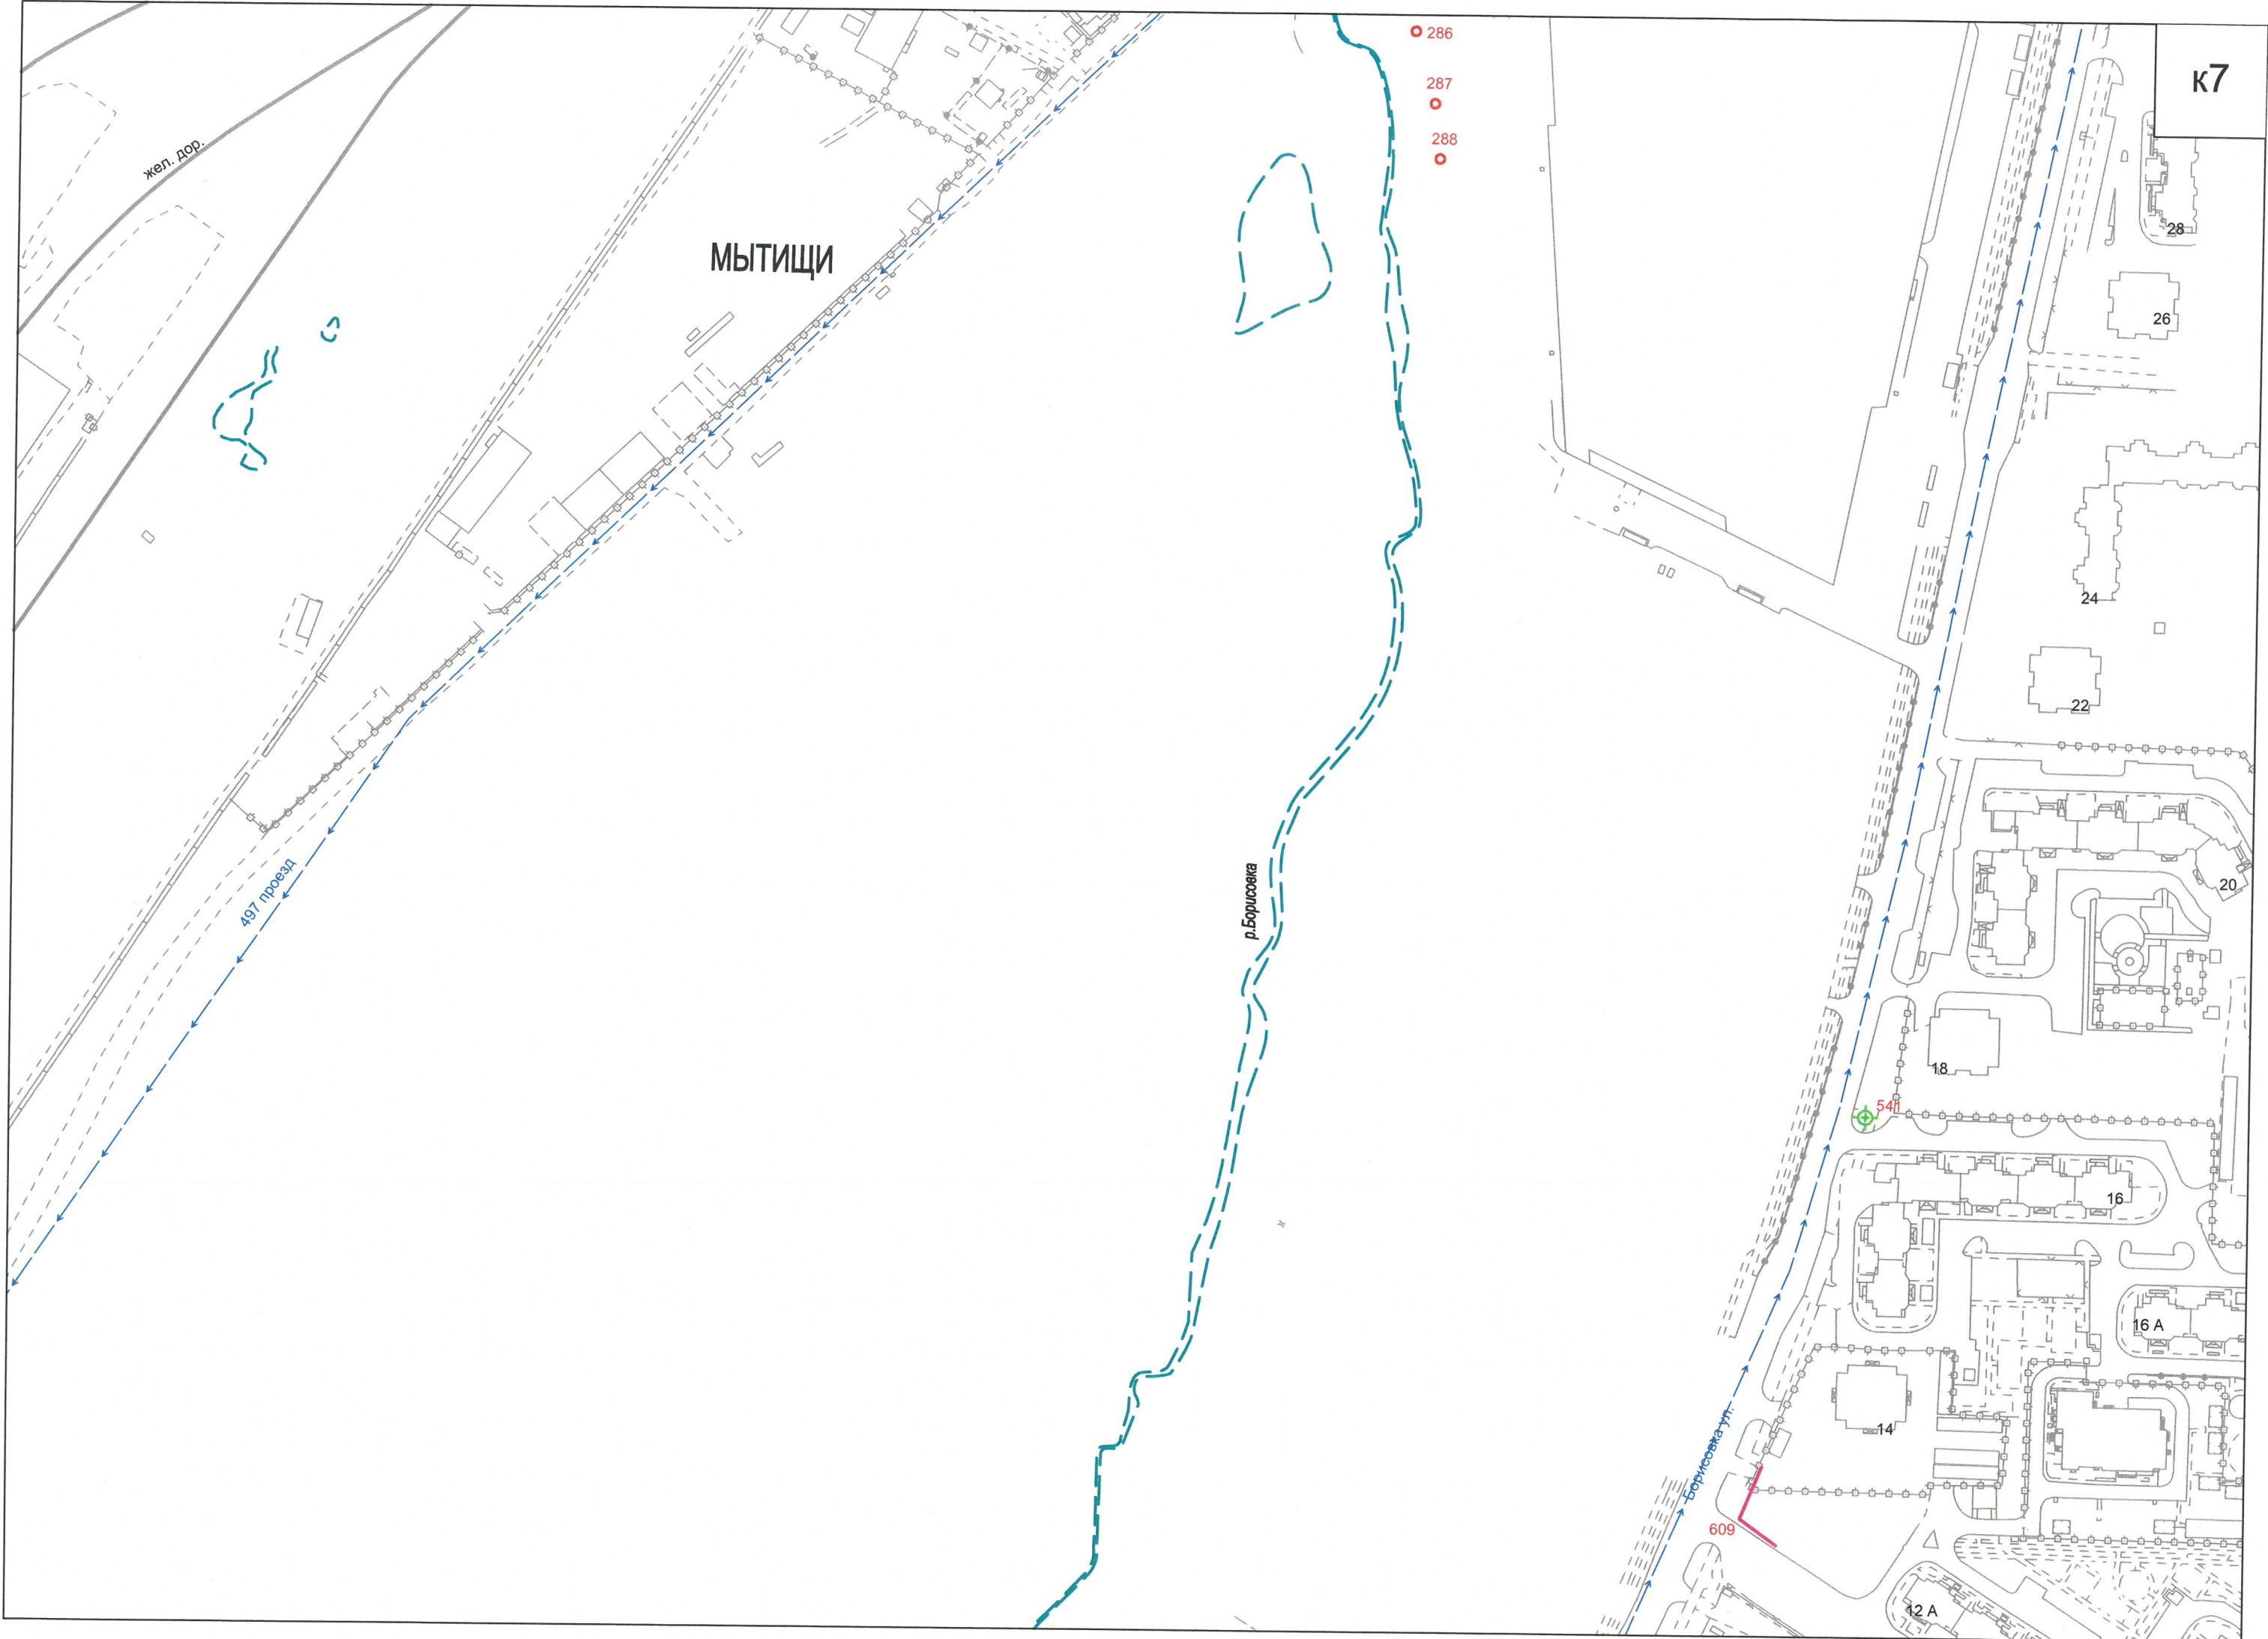 286
к7
287
288
жел. дор.
28
МЫТИЩИ
26
24
22
497 проезд
р.Борисовка
20
18
541
16
16 А
Борисовка ул.
14
609
12 А